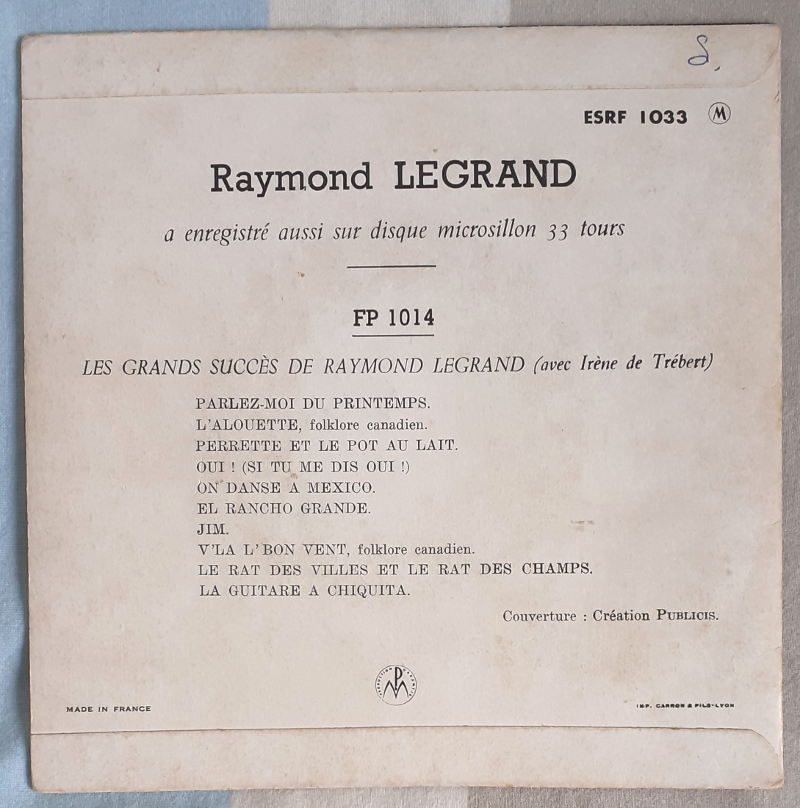 S.
ESRF 1033 M
Raymond LEGRAND
a enregistré aussi sur disque microsillon 33 tours
FP 1014
LES GRANDS SUCCÈS DE RAYMOND LEGRAND (avec Irène de Trébert)
PARLEZ-MOI DU PRINTEMPS.
L'ALOUETTE, folklore canadien.
PERRETTE ET LE POT AU LAIT.
OUI ! (SI TU ME DIS OUI !)
ON DANSE A MEXICO.
EL RANCHO GRANDE.
JIM.
V'LA L'BON VENT, folklore canadien.
LE RAT DES VILLES ET LE RAT DES CHAMPS.
LA GUITARE A CHIQUITA.
Couverture : Création PUBLICIS.
MADE IN FRANCE
IMP. CARRON & FILS-LYON